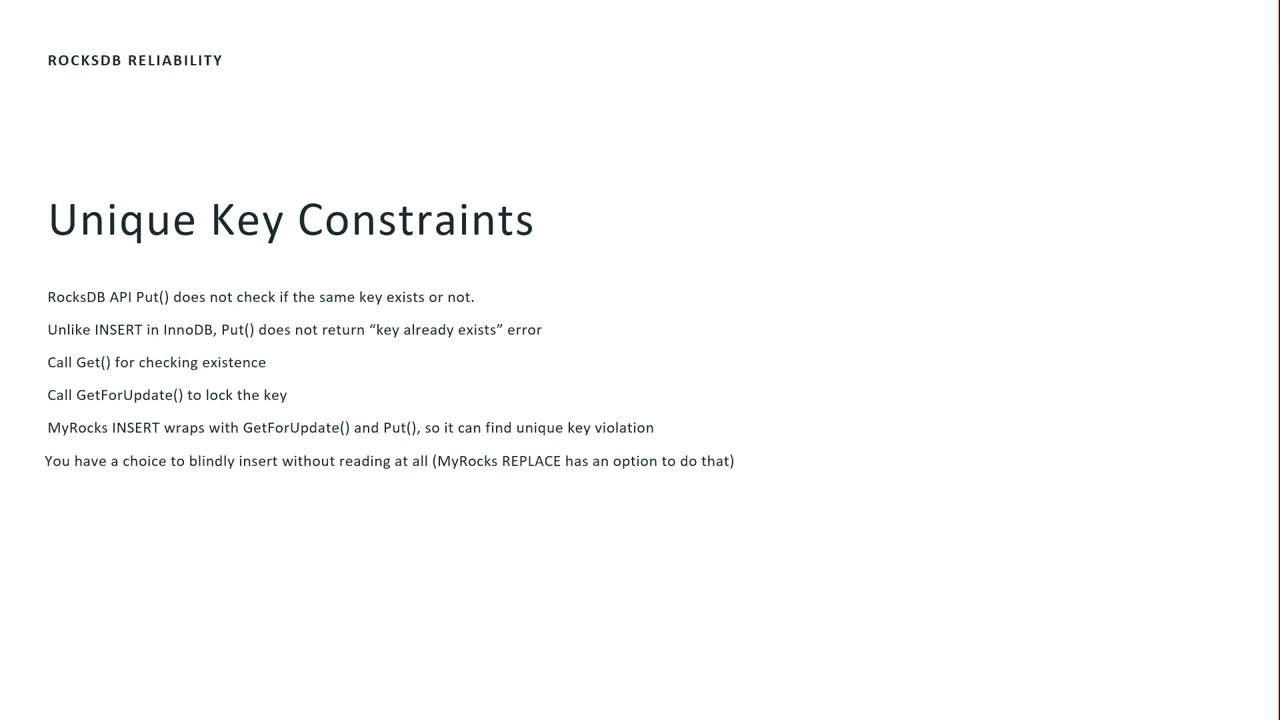 ROCKSDB RELIABILITY
Unique Key Constraints
RocksDB API Put() does not check if the same key exists or not.
Unlike INSERT in InnoDB, Put() does not return “key already exists” error
Call Get() for checking existence
Call GetForUpdate() to lock the key
MyRocks INSERT wraps with GetForUpdate() and Put(), so it can find unique key violation
You have a choice to blindly insert without reading at all (MyRocks REPLACE has an option to do that)